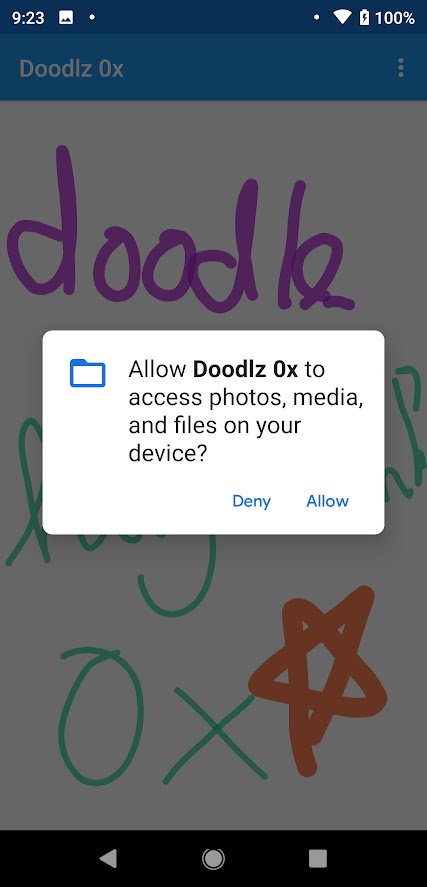 9:23 100%
Doodlz 0x
doodlz
Allow Doodlz 0x to
access photos, media,
and files on your
device?
Deny Allow
0x